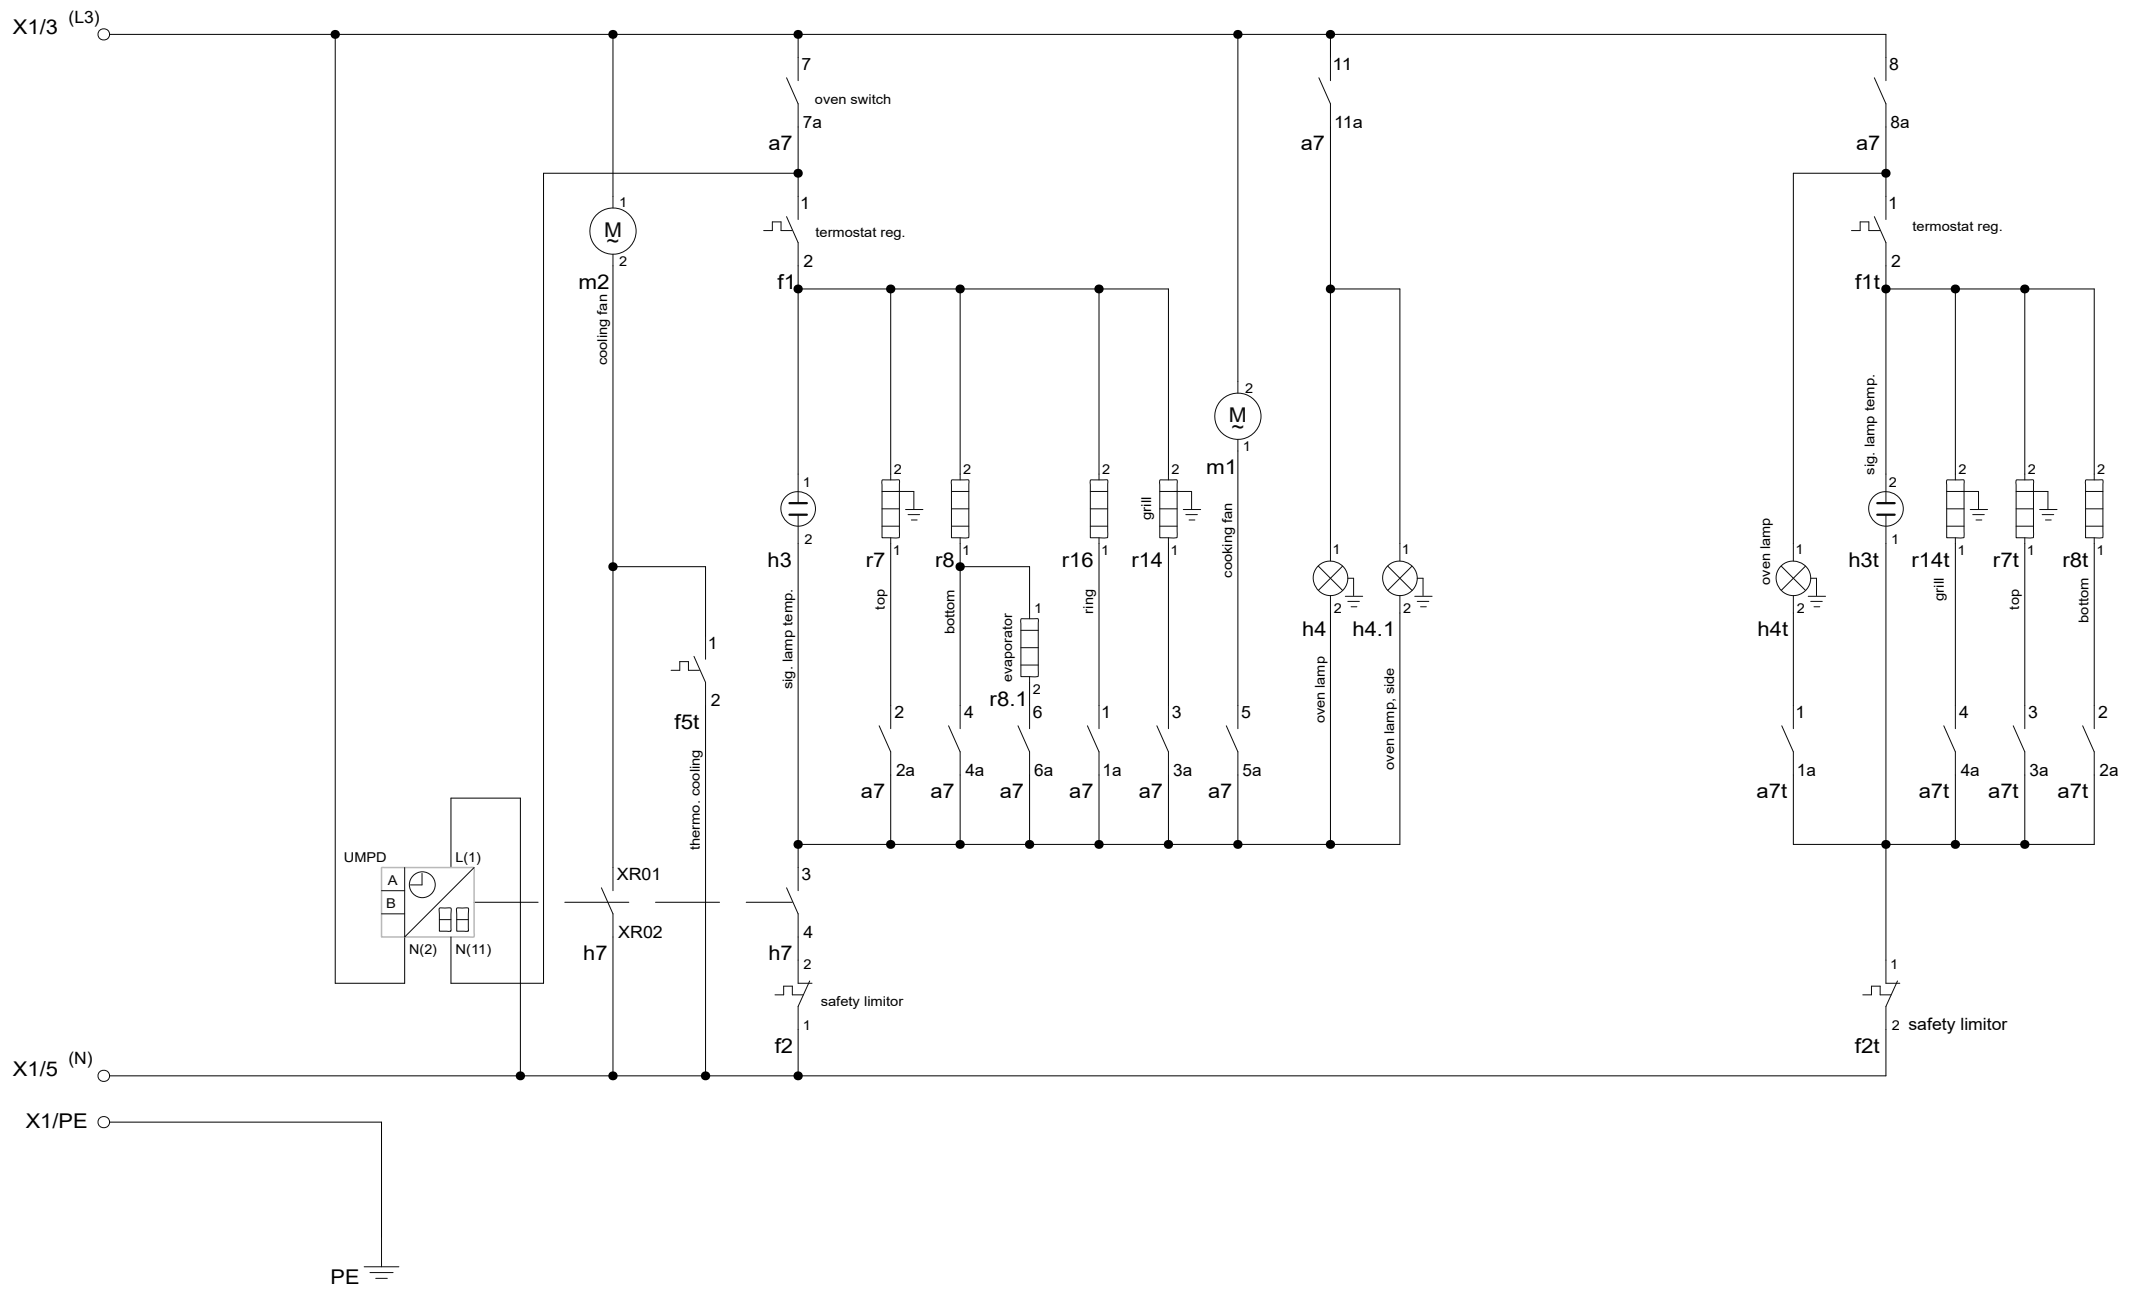 X1/3 (L3)
7
11
8
oven switch
7a
11a
8a
a7
a7
a7
1
1
1
M
~
termostat reg.
termostat reg.
2
2
2
m2
f1
f1t
cooling fan
sig. lamp temp.
2
M
~
1
m1
2
2
2
2
2
2
2
1
2
grill
cooking fan
oven lamp
2
1
1
1
1
1
1
1
1
1
1
1
h3
r7
r8
r16
r14
h3t
r14t
r7t
r8t
top
bottom
ring
grill
top
bottom
1
evaporator
2
2
2
h4
h4.1
h4t
1
sig. lamp temp.
oven lamp
oven lamp, side
2
r8.1
2
f5t
2
4
6
1
3
5
1
4
3
2
thermo. cooling
2a
4a
6a
1a
3a
5a
1a
4a
3a
2a
a7
a7
a7
a7
a7
a7
a7t
a7t
a7t
a7t
UMPD
L(1)
A
B
XR01
3
XR02
4
N(2)
N(11)
h7
h7
2
1
safety limitor
1
2
safety limitor
f2
f2t
X1/5 (N)
X1/PE
PE